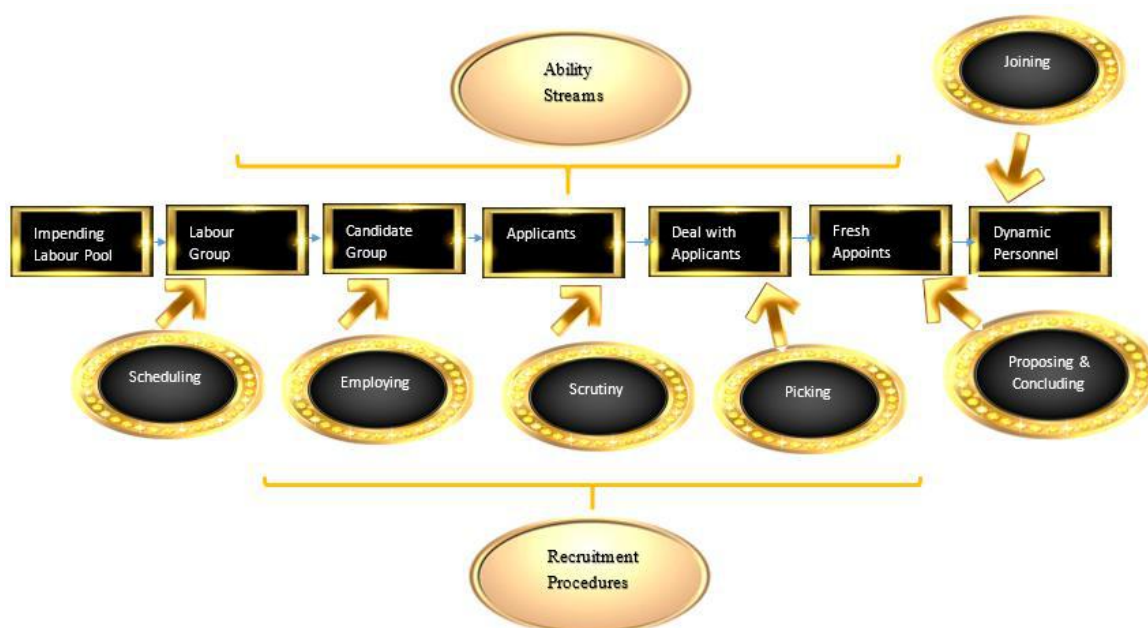 Ability
Streams
Joining
Impending
Labour Pool
Labour
Group
Candidate
Group
Applicants
Deal with
Applicants
Fresh
Appoints
Dynamic
Personnel
Scheduling
Employing
Scrutiny
Picking
Proposing &
Concluding
Recruitment
Procedures